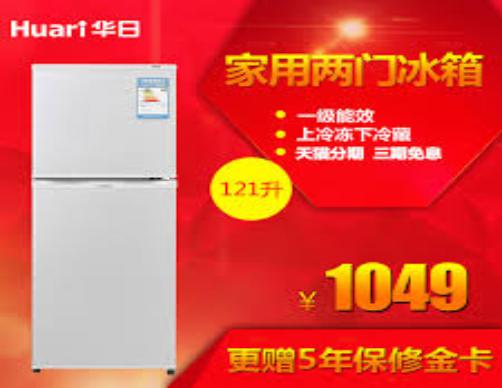 Huari 华日
家用两门冰箱
一级能效
上冷冻下冷藏
天猫分期 三期免息
121升
¥ 1049
更赠5年保修金卡